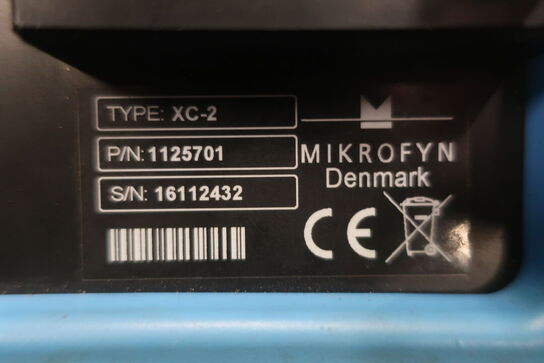 TYPE: XC-2
P/N: 1125701
S/N: 16112432
MIKROFYN
Denmark
CE